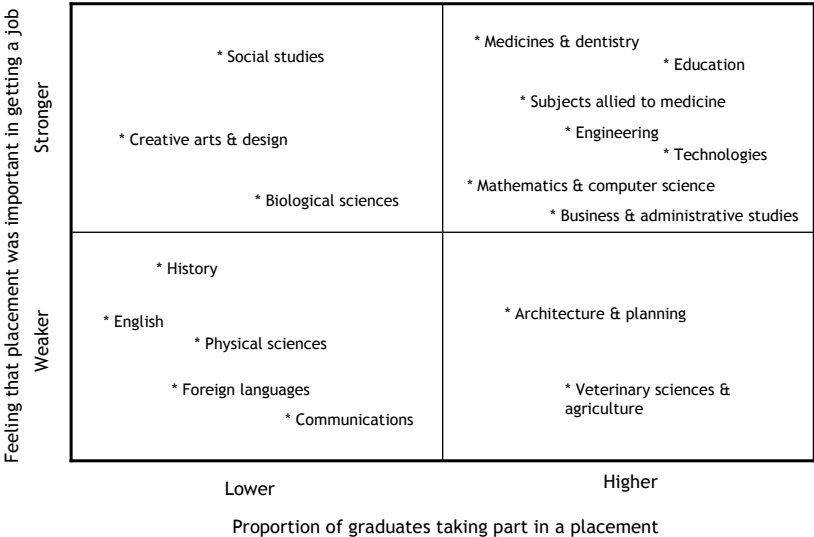 Feeling that placement was important in getting a job
Stronger
Weaker
* Social studies
* Creative arts & design
* Biological sciences
* Medicines & dentistry
* Education
* Subjects allied to medicine
* Engineering
* Technologies
* Mathematics & computer science
* Business & administrative studies
* History
* English
* Physical sciences
* Foreign languages
* Communications
* Architecture & planning
* Veterinary sciences &
agriculture
Lower
Higher
Proportion of graduates taking part in a placement